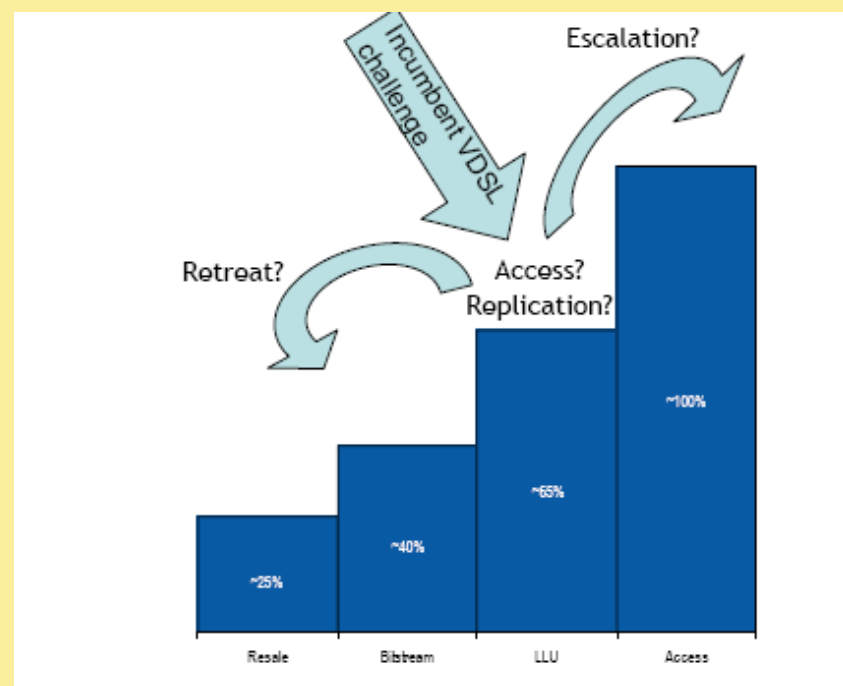 Incumbent VDSL
challenge
Escalation?
Retreat?
Access?
Replication?
~100%
~65%
~40%
~25%
Resale
Bitstream
LLU
Access